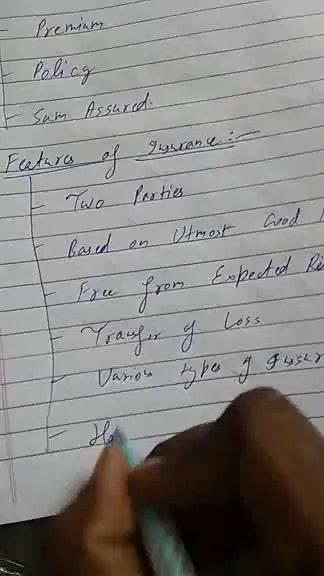 Premium
Policy
Sum Assured.
Features of Insurance:-
Two Parties
Based on Utmost Good
Free from Expected
Transfer of Loss
Various types of